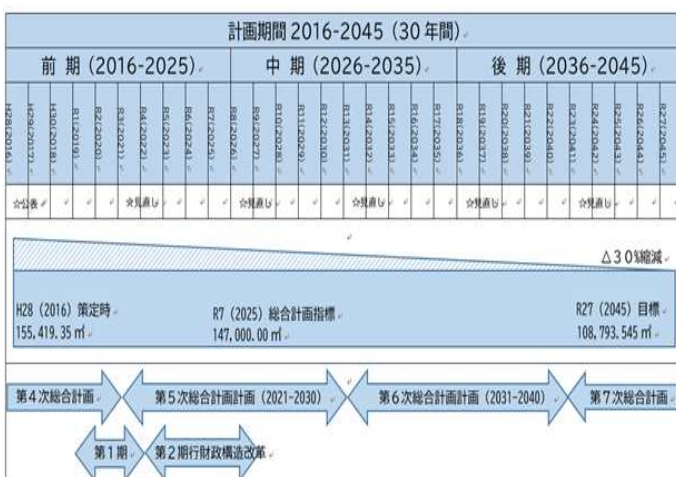 計画期間 2016-2045（30 年間）
前 期（2016-2025）
中 期（2026-2035）
後 期（2036-2045）
H28(2016)
H29(2017)
H30(2018)
R1(2019)
R2(2020)
R3(2021)
R4(2022)
R5(2023)
R6(2024)
R7(2025)
R8(2026)
R9(2027)
R10(2028)
R11(2029)
R12(2030)
R13(2031)
R14(2032)
R15(2033)
R16(2034)
R17(2035)
R18(2036)
R19(2037)
R20(2038)
R21(2039)
R22(2040)
R23(2041)
R24(2042)
R25(2043)
R26(2044)
R27(2045)
☆公表
☆見直し
☆見直し
☆見直し
☆見直し
☆見直し
△３０％縮減
H28（2016）策定時
155,419.35 ㎡
R7（2025）総合計画指標
147,000.00 ㎡
R27（2045）目標
108,793.545 ㎡
第４次総合計画
第５次総合計画計画（2021-2030）
第６次総合計画計画（2031-2040）
第７次総合計画
第１期
第２期行財政構造改革